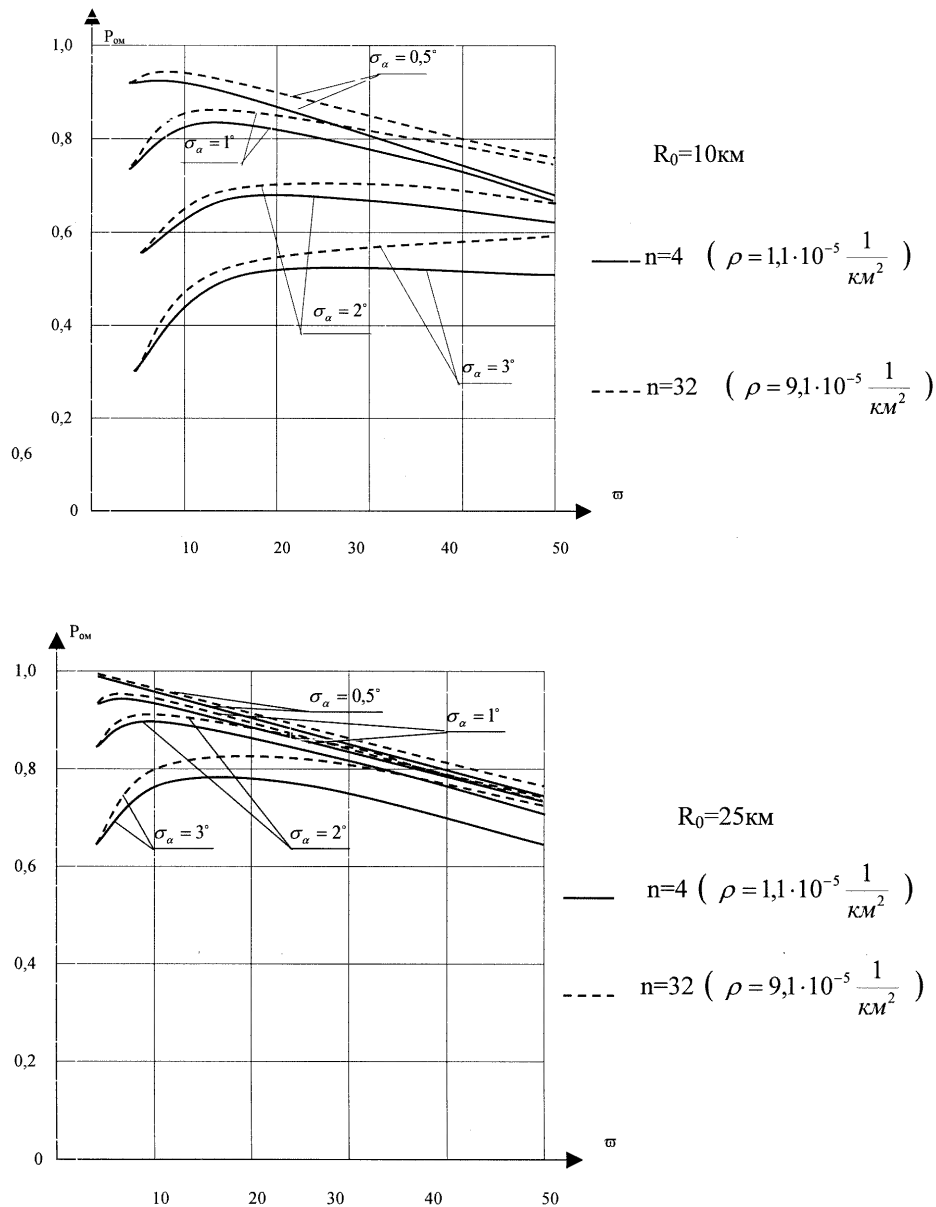 Pом
1,0
σα = 0,5°
0,8
σα = 1°
R₀=10км
0,6
n=4 ( ρ = 1,1·10⁻⁵ 1/км² )
σα = 2°
0,4
σα = 3°
n=32 ( ρ = 9,1·10⁻⁵ 1/км² )
0,2
0,6
0
ϖ
10 20 30 40 50
Pом
1,0
σα = 0,5°
σα = 1°
0,8
R₀=25км
σα = 3°
σα = 2°
0,6
n=4 ( ρ = 1,1·10⁻⁵ 1/км² )
0,4
n=32 ( ρ = 9,1·10⁻⁵ 1/км² )
0,2
0
ϖ
10 20 30 40 50